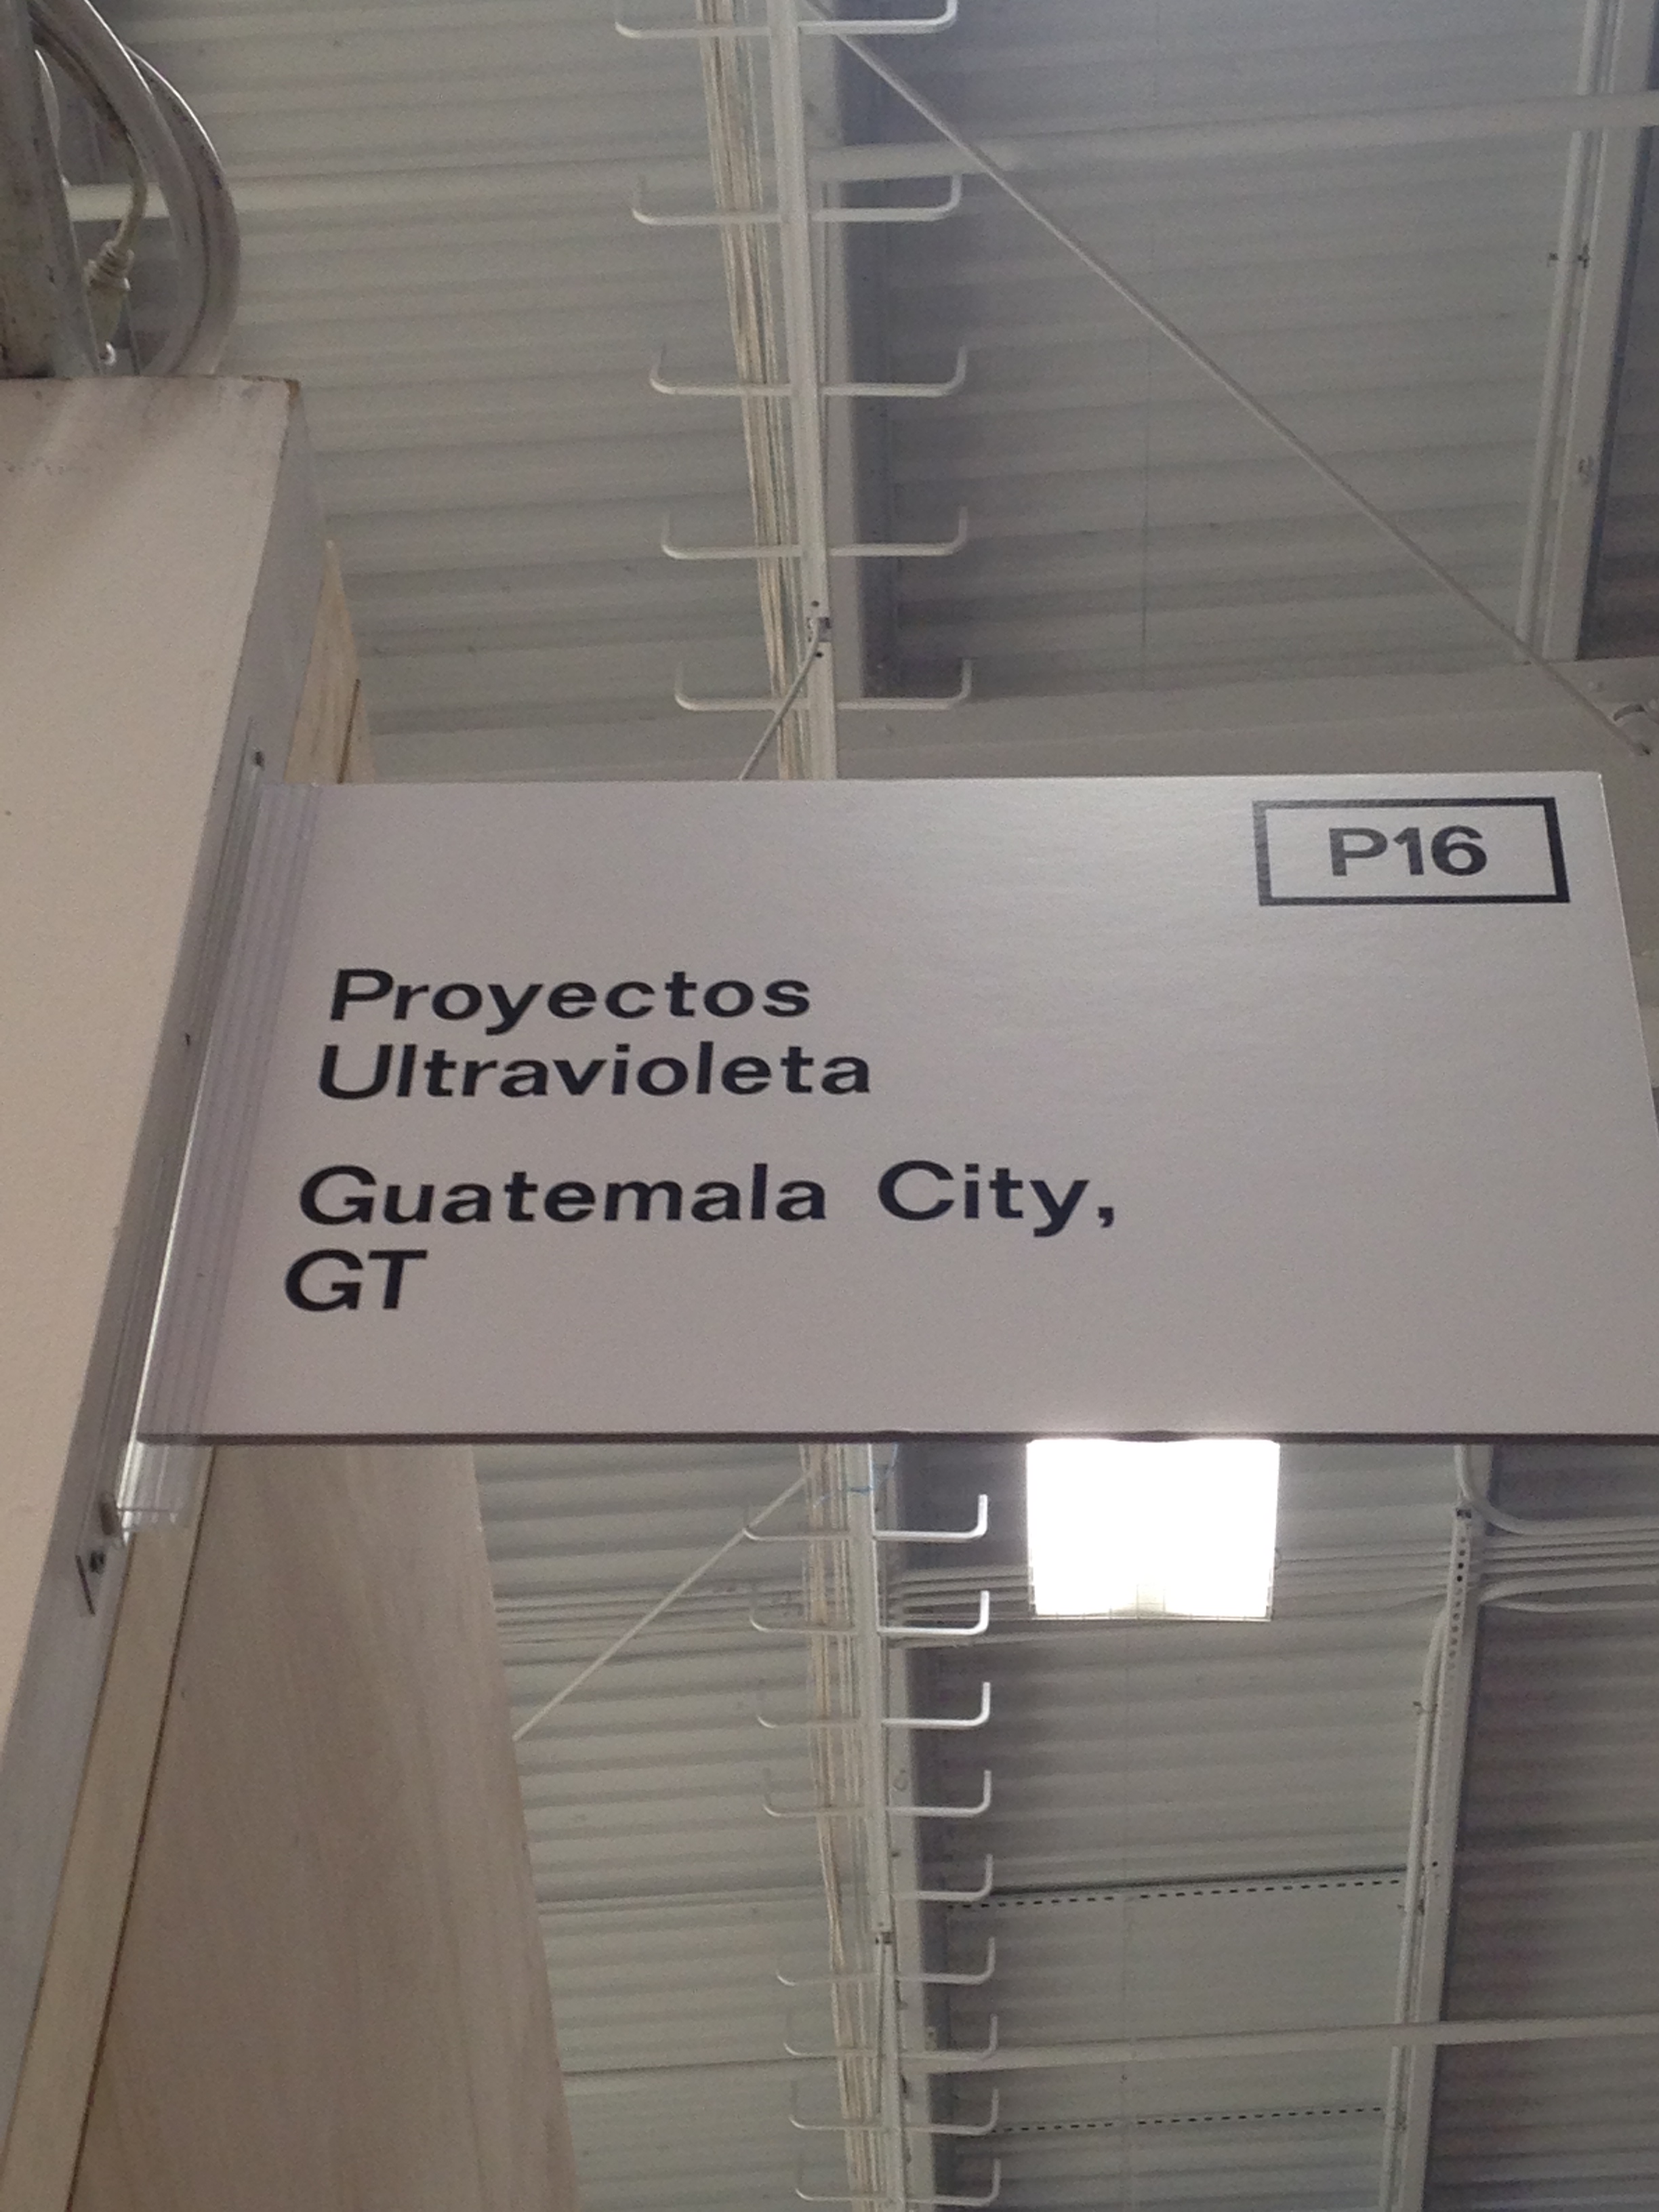 P16
Proyectos
Ultravioleta
Guatemala City,
GT